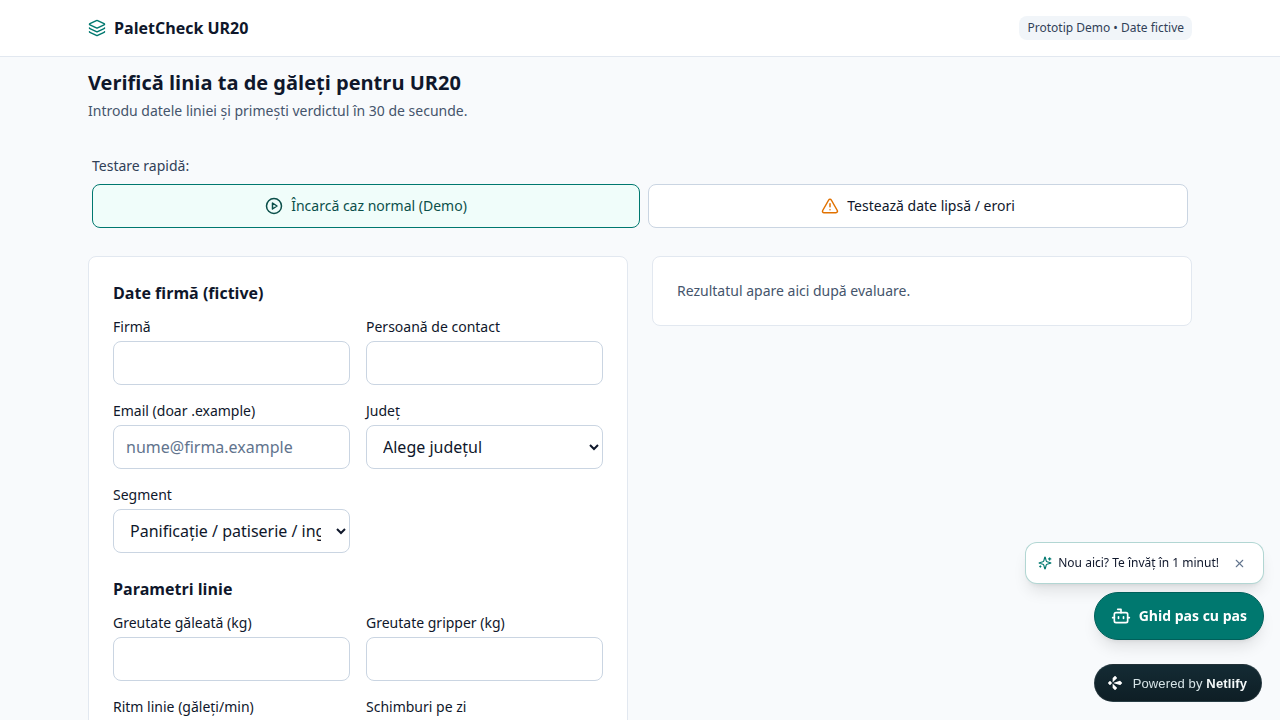 PaletCheck UR20
Prototip Demo • Date fictive
Verifică linia ta de găleți pentru UR20
Introdu datele liniei și primești verdictul în 30 de secunde.
Testare rapidă:
Încarcă caz normal (Demo)
Testează date lipsă / erori
Date firmă (fictive)
Rezultatul apare aici după evaluare.
Firmă
Persoană de contact
Email (doar .example)
Județ
nume@firma.example
Alege județul
Segment
Panificație / patiserie / ing
Parametri linie
Greutate găleată (kg)
Greutate gripper (kg)
Ritm linie (găleți/min)
Schimburi pe zi
Nou aici? Te învăț în 1 minut!
Ghid pas cu pas
Powered by Netlify